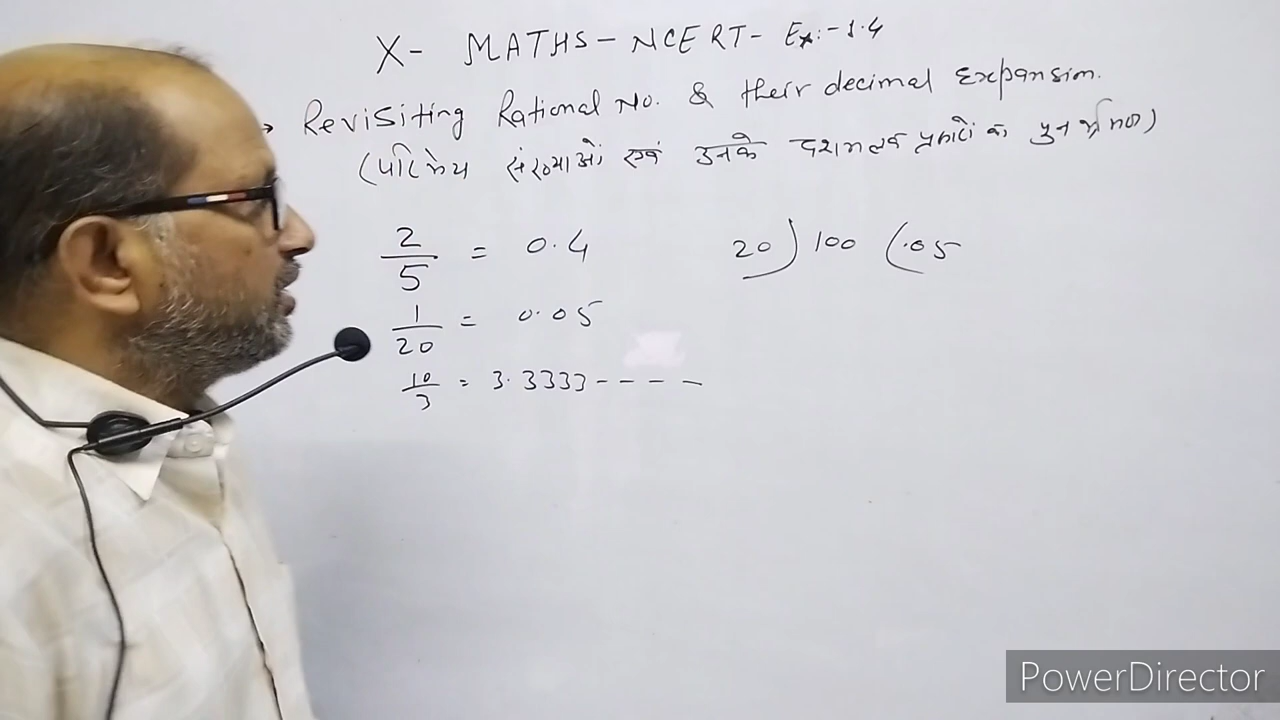 X- MATHS - NCERT - Ex:- 1.4
→ Revisiting Rational No. & their decimal Expansion.
(परिमेय संख्याओं एवं उनके दशमलव प्रसारों का पुनर्भ्रमण)
2/5 = 0.4
20 ) 100 ( .05
1/20 = 0.05
10/3 = 3.3333 - - - -
PowerDirector